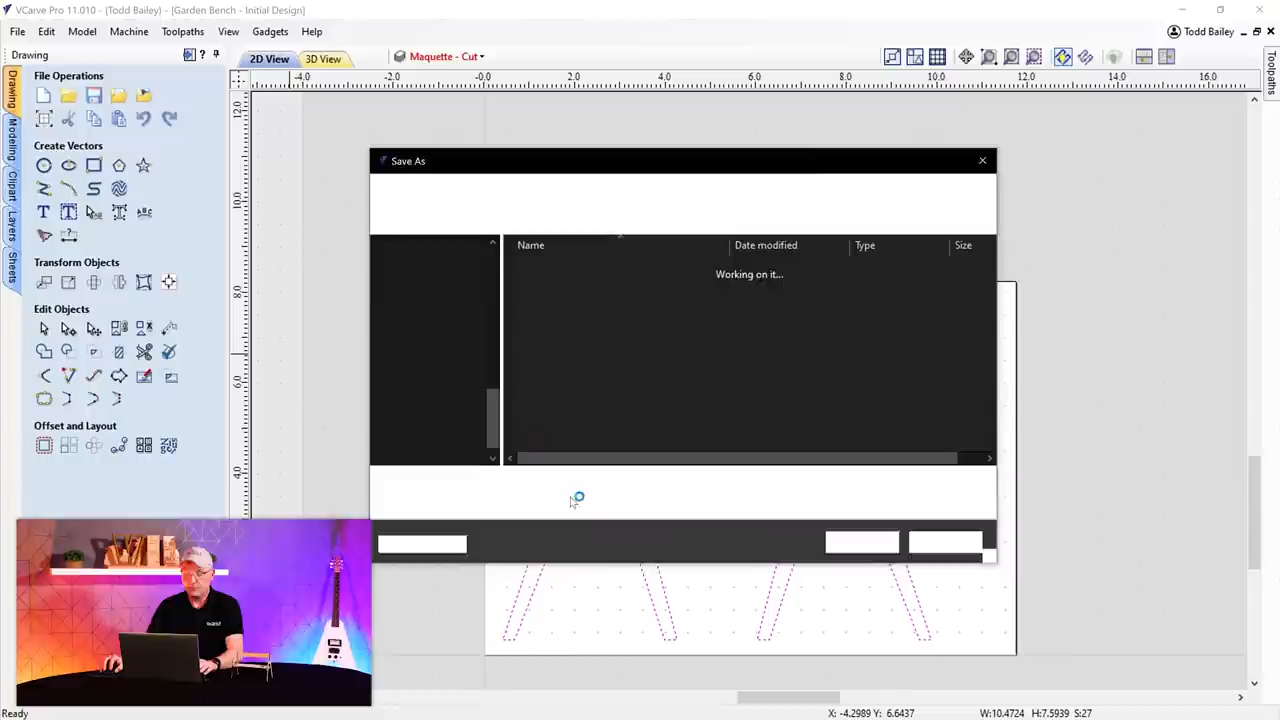 VCarve Pro 11.010 - {Todd Bailey} - [Garden Bench - Initial Design]
File Edit Model Machine Toolpaths View Gadgets Help
Todd Bailey
Drawing
2D View
3D View
Maquette - Cut
-4.0 -2.0 -0.0 2.0 4.0 6.0 8.0 10.0 12.0 14.0 16.0
12.0
10.0
8.0
6.0
4.0
Drawing
Modeling
Clipart
Layers
Sheets
Toolpaths
File Operations
Create Vectors
Transform Objects
Edit Objects
Offset and Layout
Save As
Name Date modified Type Size
Working on it...
Ready
X: -4.2989 Y: 6.6437
W:10.4724 H:7.5939 S:27